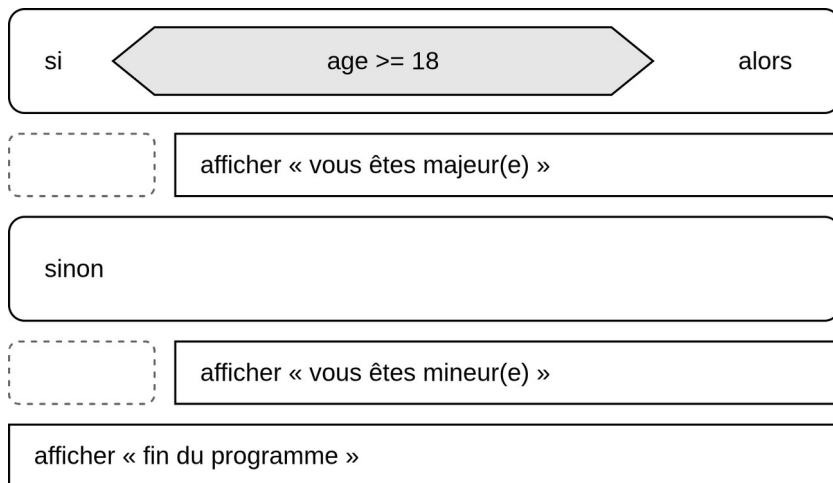 si age >= 18 alors
afficher « vous êtes majeur(e) »
sinon
afficher « vous êtes mineur(e) »
afficher « fin du programme »